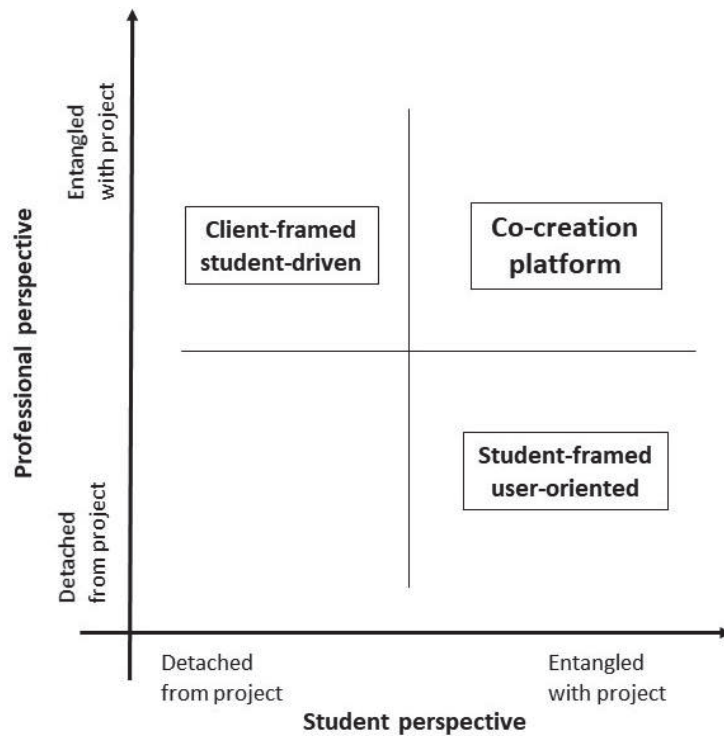 Professional perspective
Entangled
with project
Detached
from project
Client-framed
student-driven
Co-creation
platform
Student-framed
user-oriented
Detached
from project
Entangled
with project
Student perspective